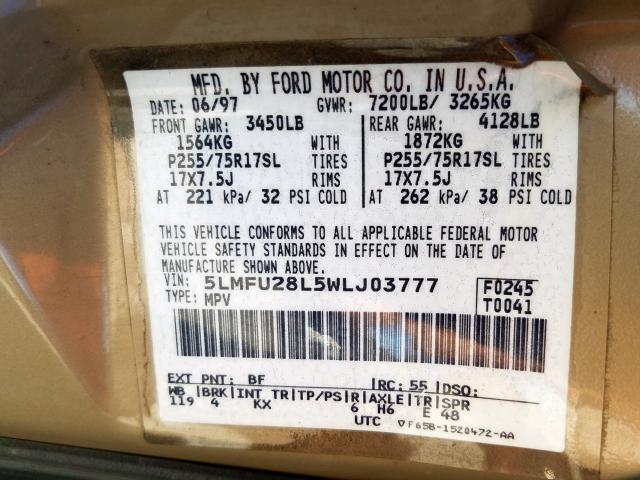 MFD. BY FORD MOTOR CO. IN U.S.A.
DATE: 06/97 GVWR: 7200LB/ 3265KG
FRONT GAWR: 3450LB REAR GAWR: 4128LB
1564KG WITH 1872KG WITH
P255/75R17SL TIRES P255/75R17SL TIRES
17X7.5J RIMS 17X7.5J RIMS
AT 221 kPa/ 32 PSI COLD AT 262 kPa/ 38 PSI COLD
THIS VEHICLE CONFORMS TO ALL APPLICABLE FEDERAL MOTOR
VEHICLE SAFETY STANDARDS IN EFFECT ON THE DATE OF
MANUFACTURE SHOWN ABOVE.
VIN: 5LMFU28L5WLJ03777 F0245
TYPE: MPV T0041
EXT PNT: BF RC: 55 DSO:
WB BRK INT TR TP/PS R AXLE TR SPR
119 4 KX 6 H6 E 48
UTC F65B-1520472-AA